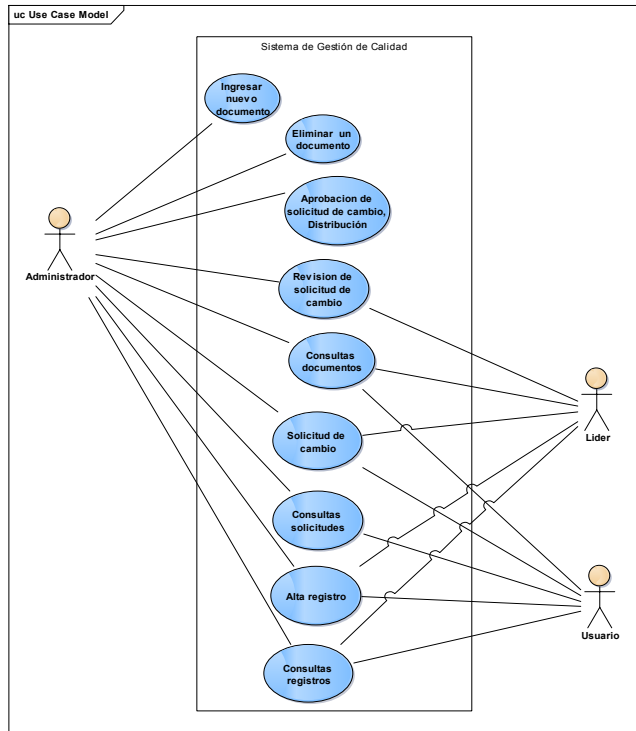 uc Use Case Model
Sistema de Gestión de Calidad
Ingresar
nuevo
documento
Eliminar un
documento
Aprobacion de
solicitud de cambio,
Distribución
Administrador
Revision de
solicitud de
cambio
Consultas
documentos
Lider
Solicitud de
cambio
Consultas
solicitudes
Alta registro
Usuario
Consultas
registros